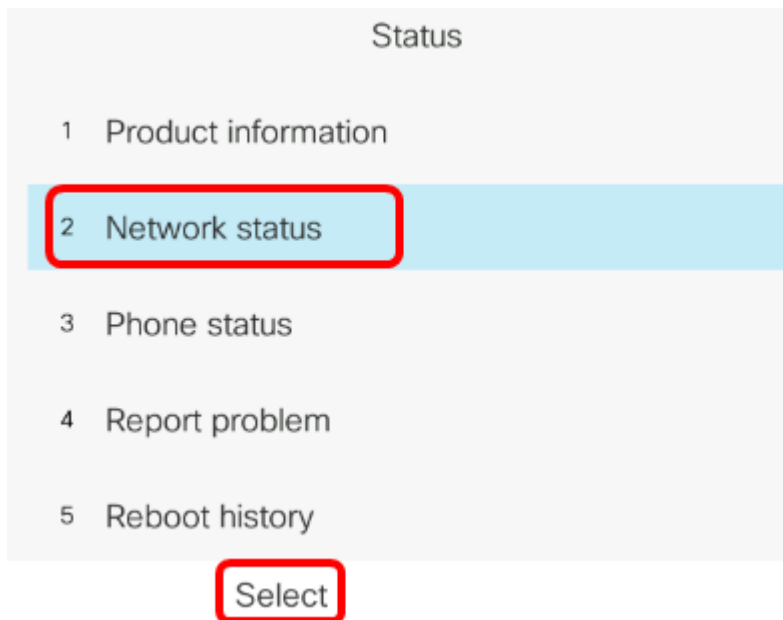 Status
1 Product information
2 Network status
3 Phone status
4 Report problem
5 Reboot history
Select